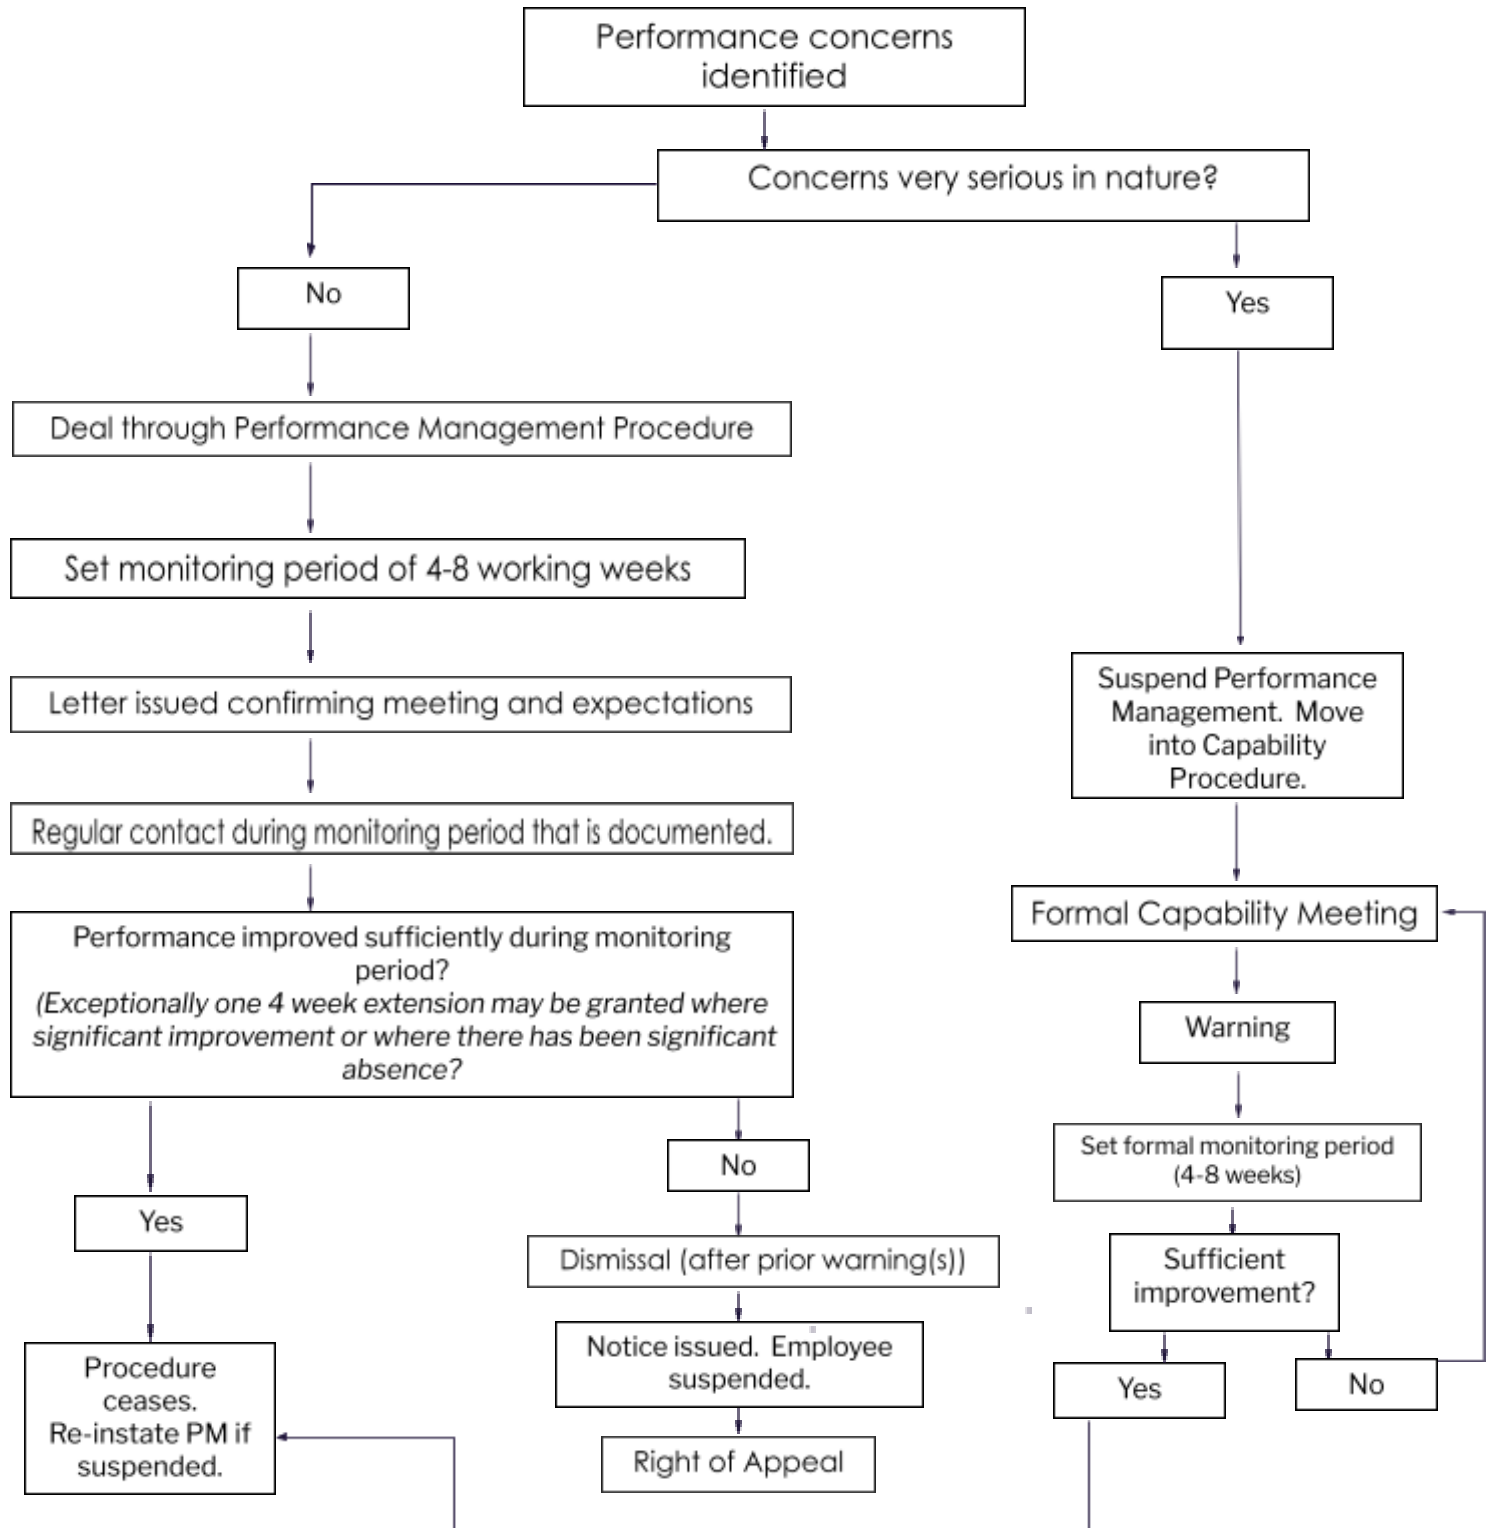 Performance concerns
identified
Concerns very serious in nature?
No
Yes
Deal through Performance Management Procedure
Set monitoring period of 4-8 working weeks
Letter issued confirming meeting and expectations
Regular contact during monitoring period that is documented.
Performance improved sufficiently during monitoring
period?
(Exceptionally one 4 week extension may be granted where
significant improvement or where there has been significant
absence?
Yes
No
Dismissal (after prior warning(s))
Notice issued.  Employee
suspended.
Right of Appeal
Procedure
ceases.
Re-instate PM if
suspended.
Suspend Performance
Management.  Move
into Capability
Procedure.
Formal Capability Meeting
Warning
Set formal monitoring period
(4-8 weeks)
Sufficient
improvement?
Yes
No